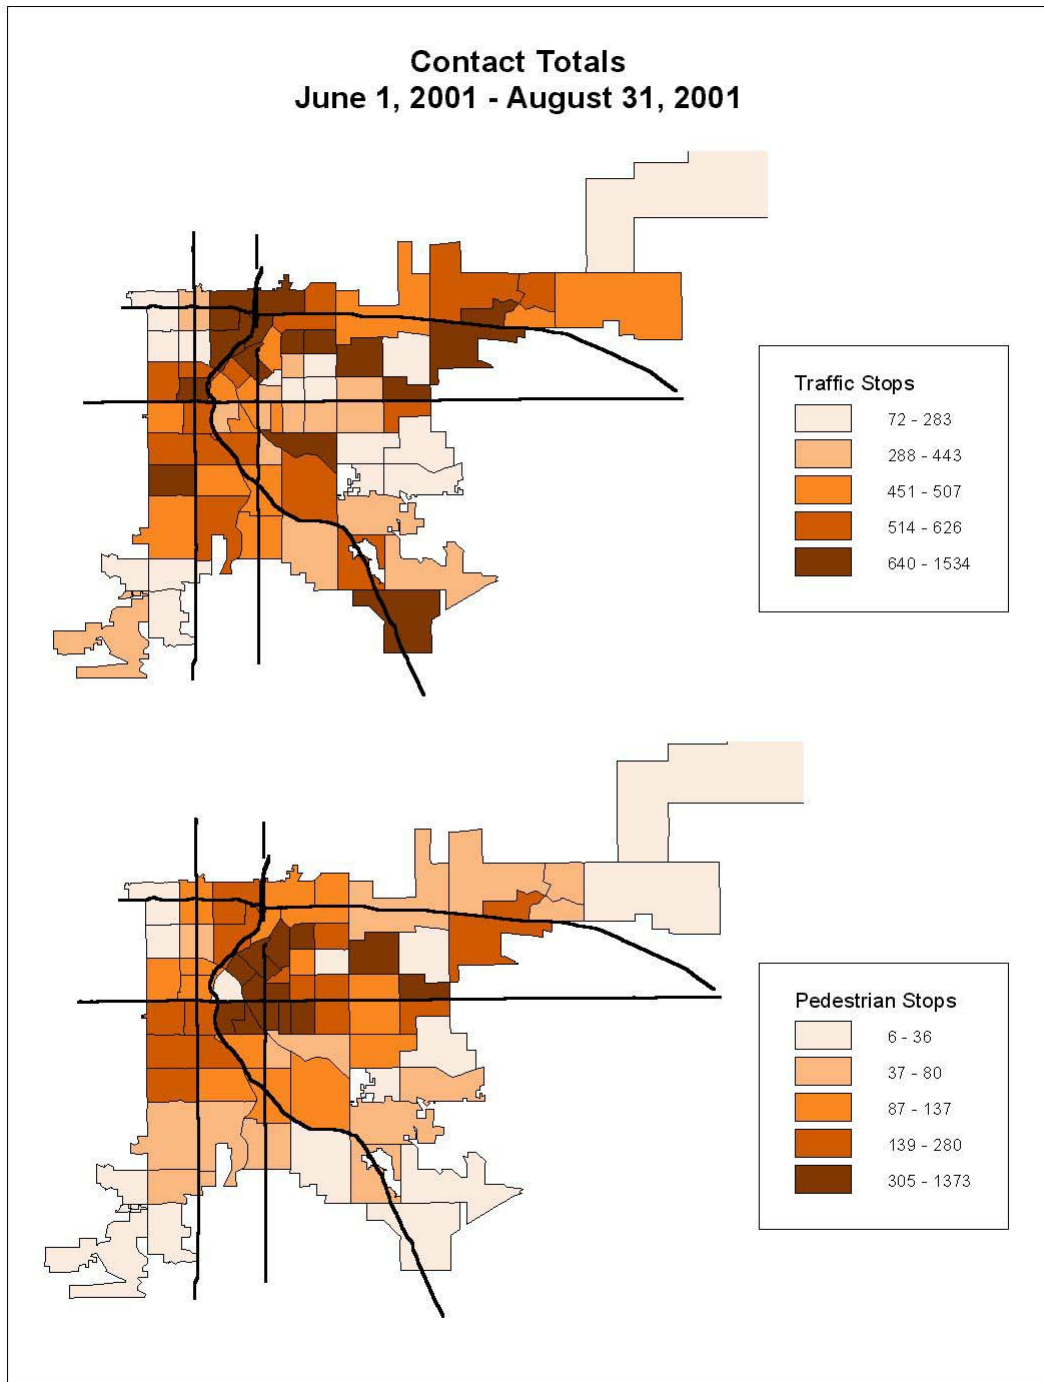 Contact Totals
June 1, 2001 - August 31, 2001
Traffic Stops
72 - 283
288 - 443
451 - 507
514 - 626
640 - 1534
Pedestrian Stops
6 - 36
37 - 80
87 - 137
139 - 280
305 - 1373